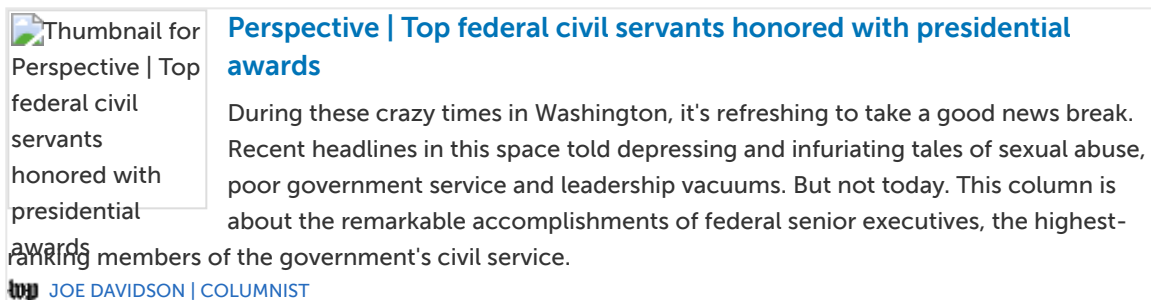 Thumbnail for
Perspective | Top
federal civil
servants
honored with
presidential
awards
Perspective | Top federal civil servants honored with presidential
awards
During these crazy times in Washington, it's refreshing to take a good news break.
Recent headlines in this space told depressing and infuriating tales of sexual abuse,
poor government service and leadership vacuums. But not today. This column is
about the remarkable accomplishments of federal senior executives, the highest-
ranking members of the government's civil service.
wp JOE DAVIDSON | COLUMNIST